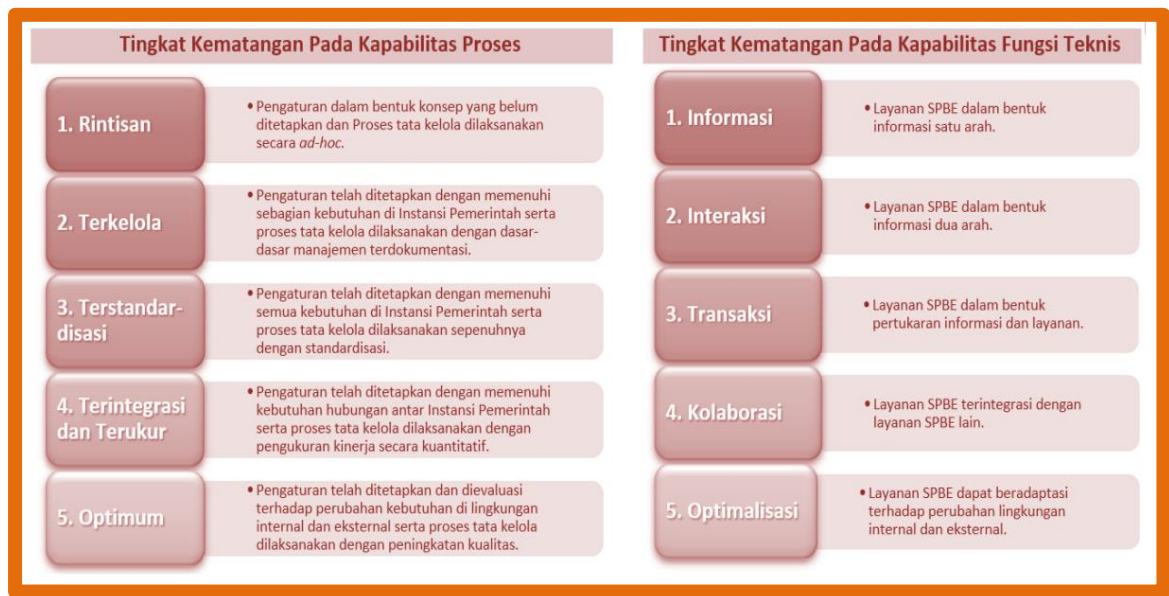 Tingkat Kematangan Pada Kapabilitas Proses
1. Rintisan
• Pengaturan dalam bentuk konsep yang belum
ditetapkan dan Proses tata kelola dilaksanakan
secara ad-hoc.
2. Terkelola
• Pengaturan telah ditetapkan dengan memenuhi
sebagian kebutuhan di Instansi Pemerintah serta
proses tata kelola dilaksanakan dengan dasar-
dasar manajemen terdokumentasi.
3. Terstandar-
disasi
• Pengaturan telah ditetapkan dengan memenuhi
semua kebutuhan di Instansi Pemerintah serta
proses tata kelola dilaksanakan sepenuhnya
dengan standardisasi.
4. Terintegrasi
dan Terukur
• Pengaturan telah ditetapkan dengan memenuhi
kebutuhan hubungan antar Instansi Pemerintah
serta proses tata kelola dilaksanakan dengan
pengukuran kinerja secara kuantitatif.
5. Optimum
• Pengaturan telah ditetapkan dan dievaluasi
terhadap perubahan kebutuhan di lingkungan
internal dan eksternal serta proses tata kelola
dilaksanakan dengan peningkatan kualitas.
Tingkat Kematangan Pada Kapabilitas Fungsi Teknis
1. Informasi
• Layanan SPBE dalam bentuk
informasi satu arah.
2. Interaksi
• Layanan SPBE dalam bentuk
informasi dua arah.
3. Transaksi
• Layanan SPBE dalam bentuk
pertukaran informasi dan layanan.
4. Kolaborasi
• Layanan SPBE terintegrasi dengan
layanan SPBE lain.
5. Optimalisasi
• Layanan SPBE dapat beradaptasi
terhadap perubahan lingkungan
internal dan eksternal.